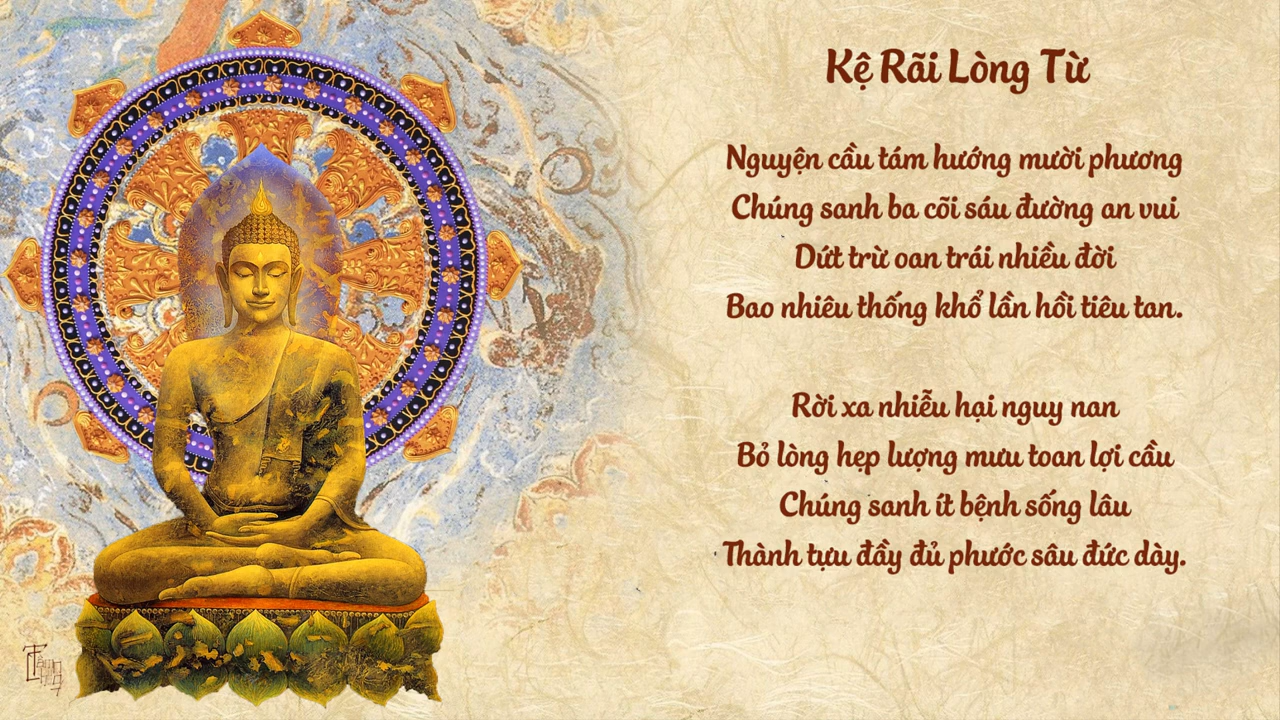 Kệ Rãi Lòng Từ
Nguyện cầu tám hướng mười phương
Chúng sanh ba cõi sáu đường an vui
Dứt trừ oan trái nhiều đời
Bao nhiêu thống khổ lần hồi tiêu tan.
Rời xa nhiễu hại nguy nan
Bỏ lòng hẹp lượng mưu toan lợi cầu
Chúng sanh ít bệnh sống lâu
Thành tựu đầy đủ phước sâu đức dày.